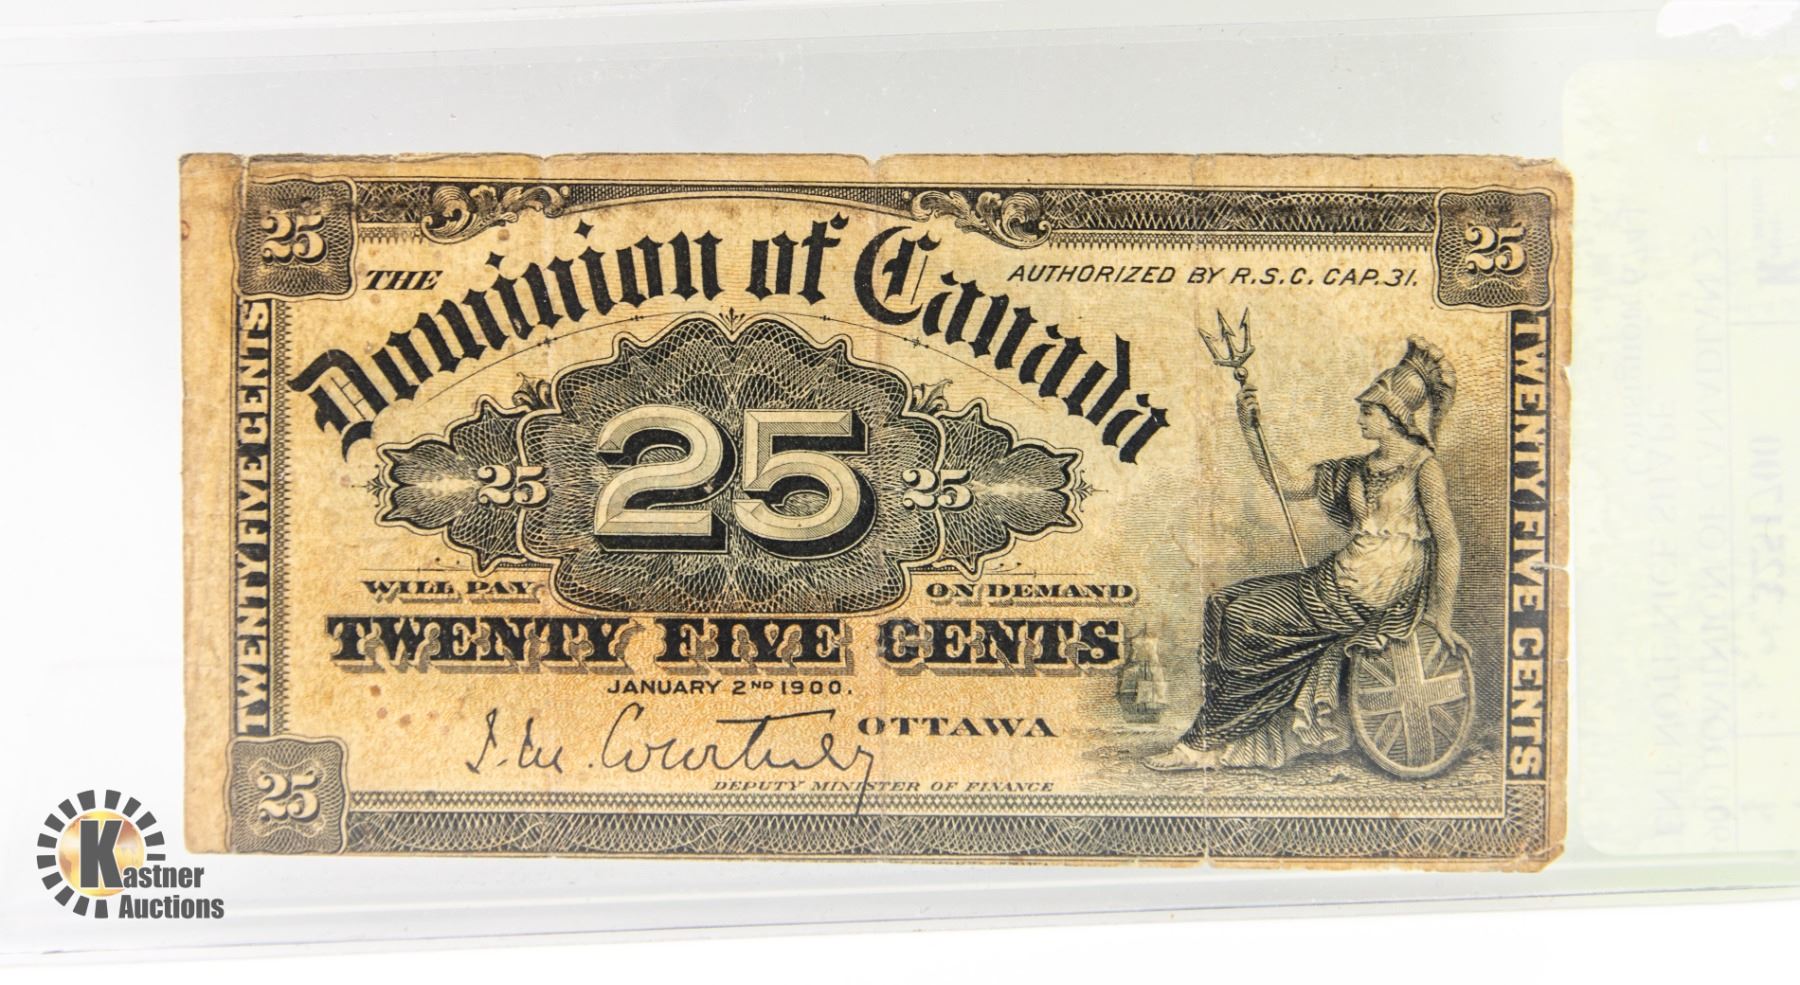 25
25
THE
Dominion of Canada
AUTHORIZED BY R.S.C. CAP. 31.
TWENTY FIVE CENTS
25
25
25
TWENTY FIVE CENTS
WILL PAY
ON DEMAND
TWENTY FIVE CENTS
JANUARY 2ND 1900.
J. M. Courtney
OTTAWA
DEPUTY MINISTER OF FINANCE
25
Kastner
Auctions